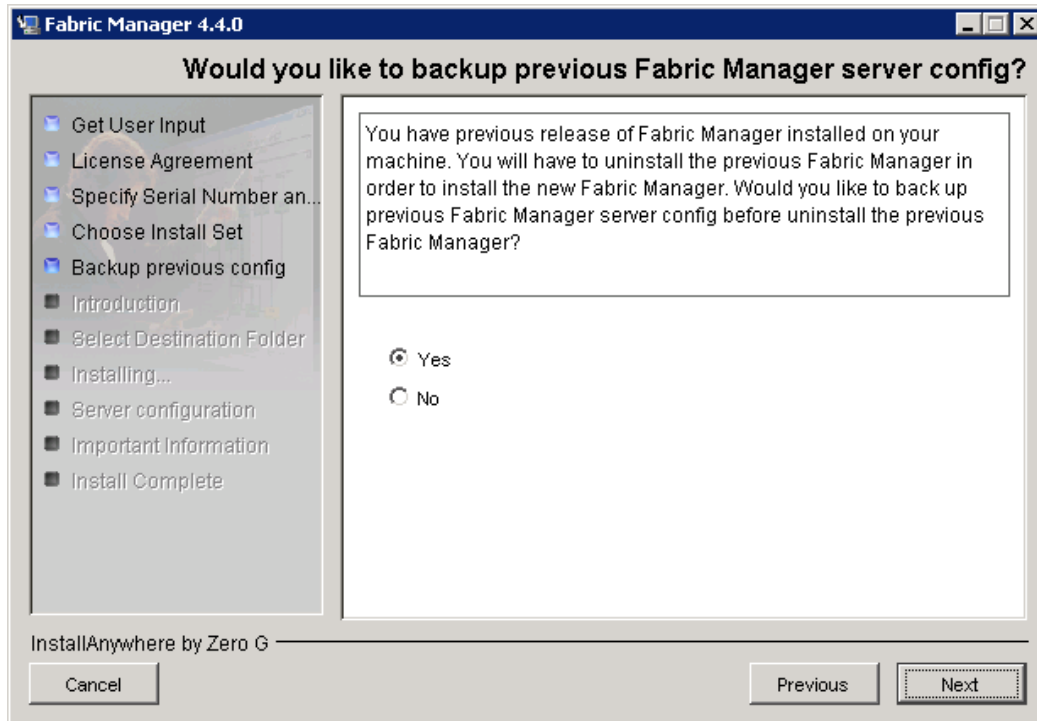 Fabric Manager 4.4.0
Would you like to backup previous Fabric Manager server config?
Get User Input
License Agreement
Specify Serial Number an...
Choose Install Set
Backup previous config
Introduction
Select Destination Folder
Installing...
Server configuration
Important Information
Install Complete
You have previous release of Fabric Manager installed on your
machine. You will have to uninstall the previous Fabric Manager in
order to install the new Fabric Manager. Would you like to back up
previous Fabric Manager server config before uninstall the previous
Fabric Manager?
Yes
No
InstallAnywhere by Zero G
Cancel
Previous
Next